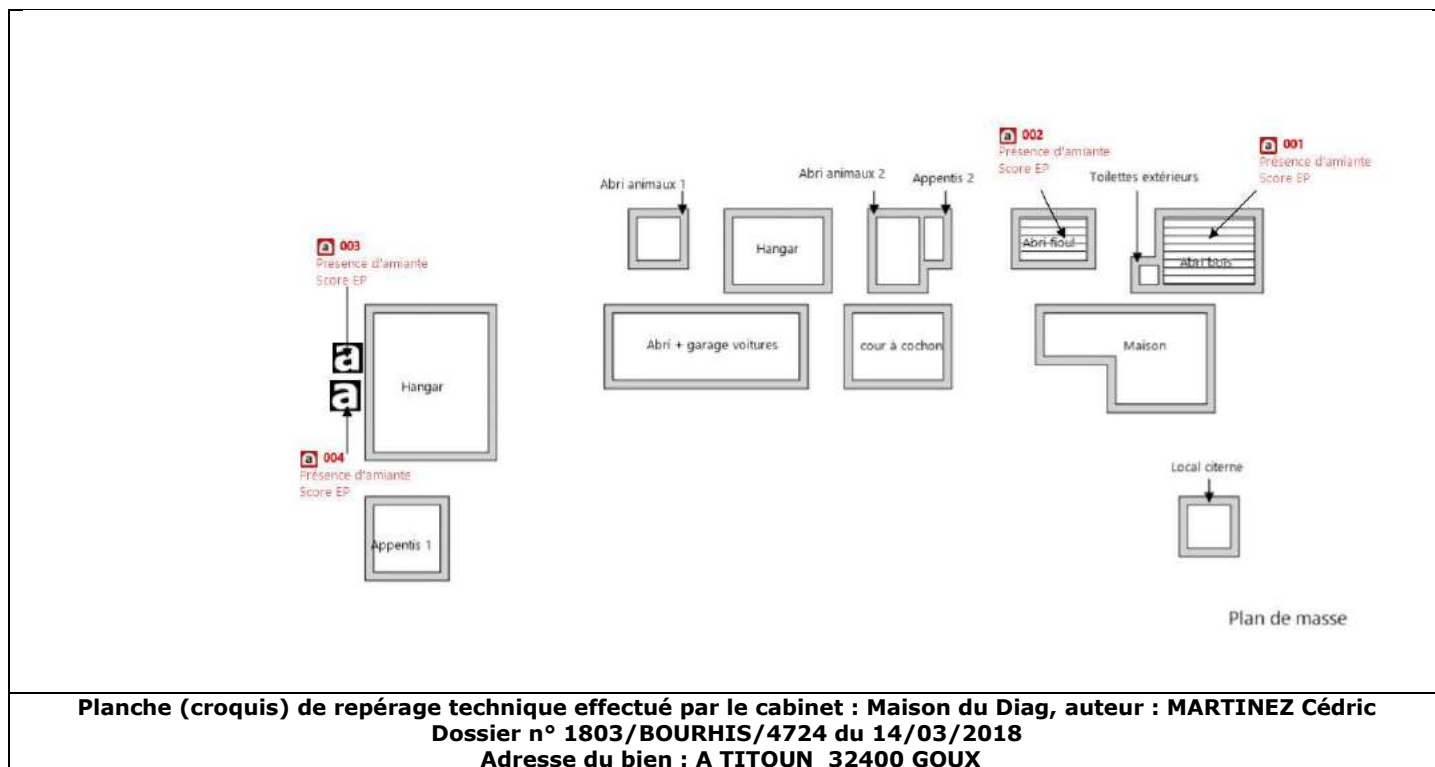 a 002
Présence d'amiante
Score EP
a 001
Présence d'amiante
Score EP
Abri animaux 1
Abri animaux 2
Appentis 2
Toilettes extérieurs
a 003
Présence d'amiante
Score EP
Hangar
Abri fioul
Abri bois
a
a
Hangar
Abri + garage voitures
cour à cochon
Maison
a 004
Présence d'amiante
Score EP
Local citerne
Appentis 1
Plan de masse
Planche (croquis) de repérage technique effectué par le cabinet : Maison du Diag, auteur : MARTINEZ Cédric
Dossier n° 1803/BOURHIS/4724 du 14/03/2018
Adresse du bien : A TITOUN 32400 GOUX